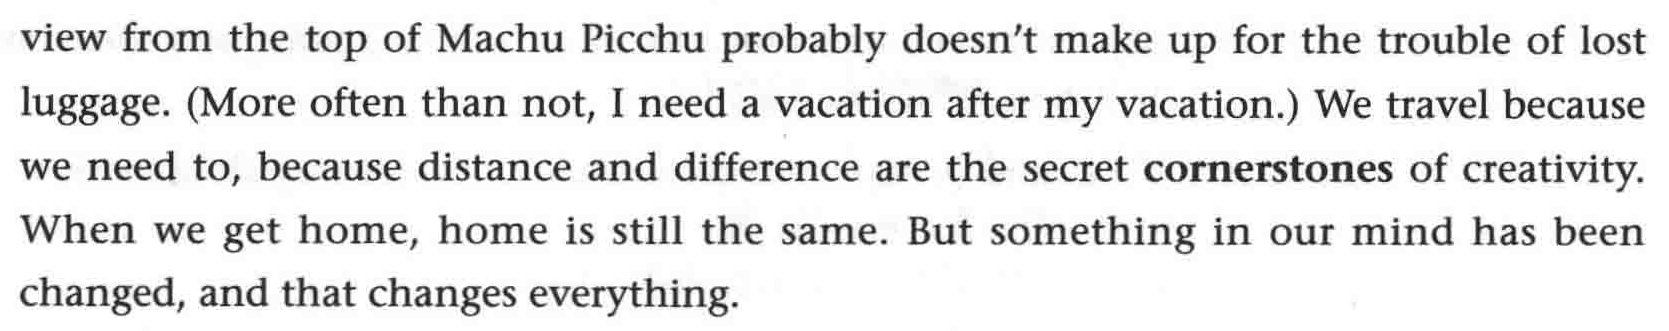 view from the top of Machu Picchu probably doesn't make up for the trouble of lost
luggage. (More often than not, I need a vacation after my vacation.) We travel because
we need to, because distance and difference are the secret cornerstones of creativity.
When we get home, home is still the same. But something in our mind has been
changed, and that changes everything.